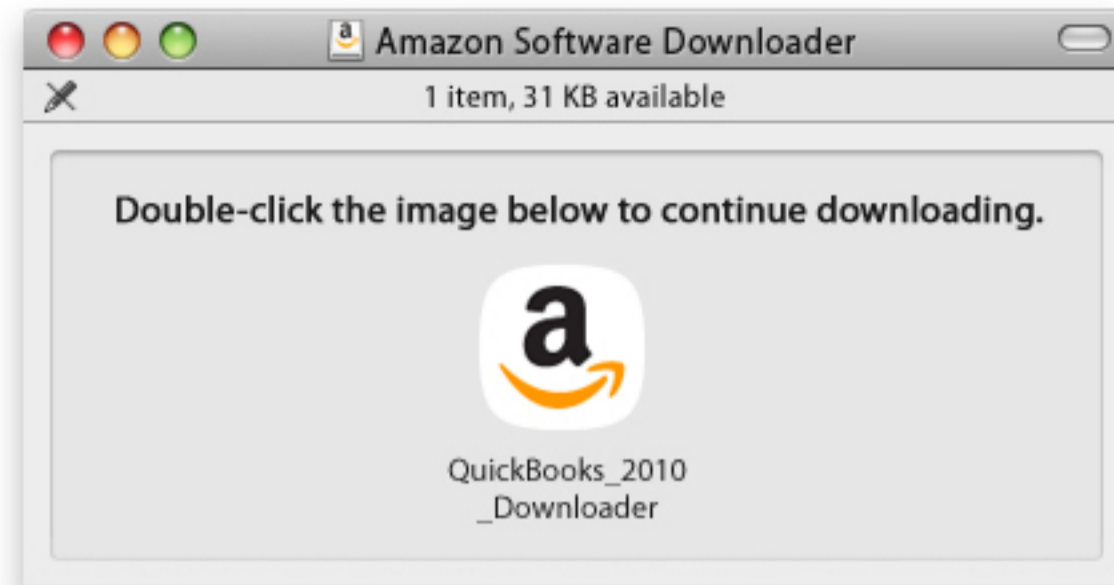 Amazon Software Downloader
1 item, 31 KB available
Double-click the image below to continue downloading.
a
QuickBooks_2010
_Downloader